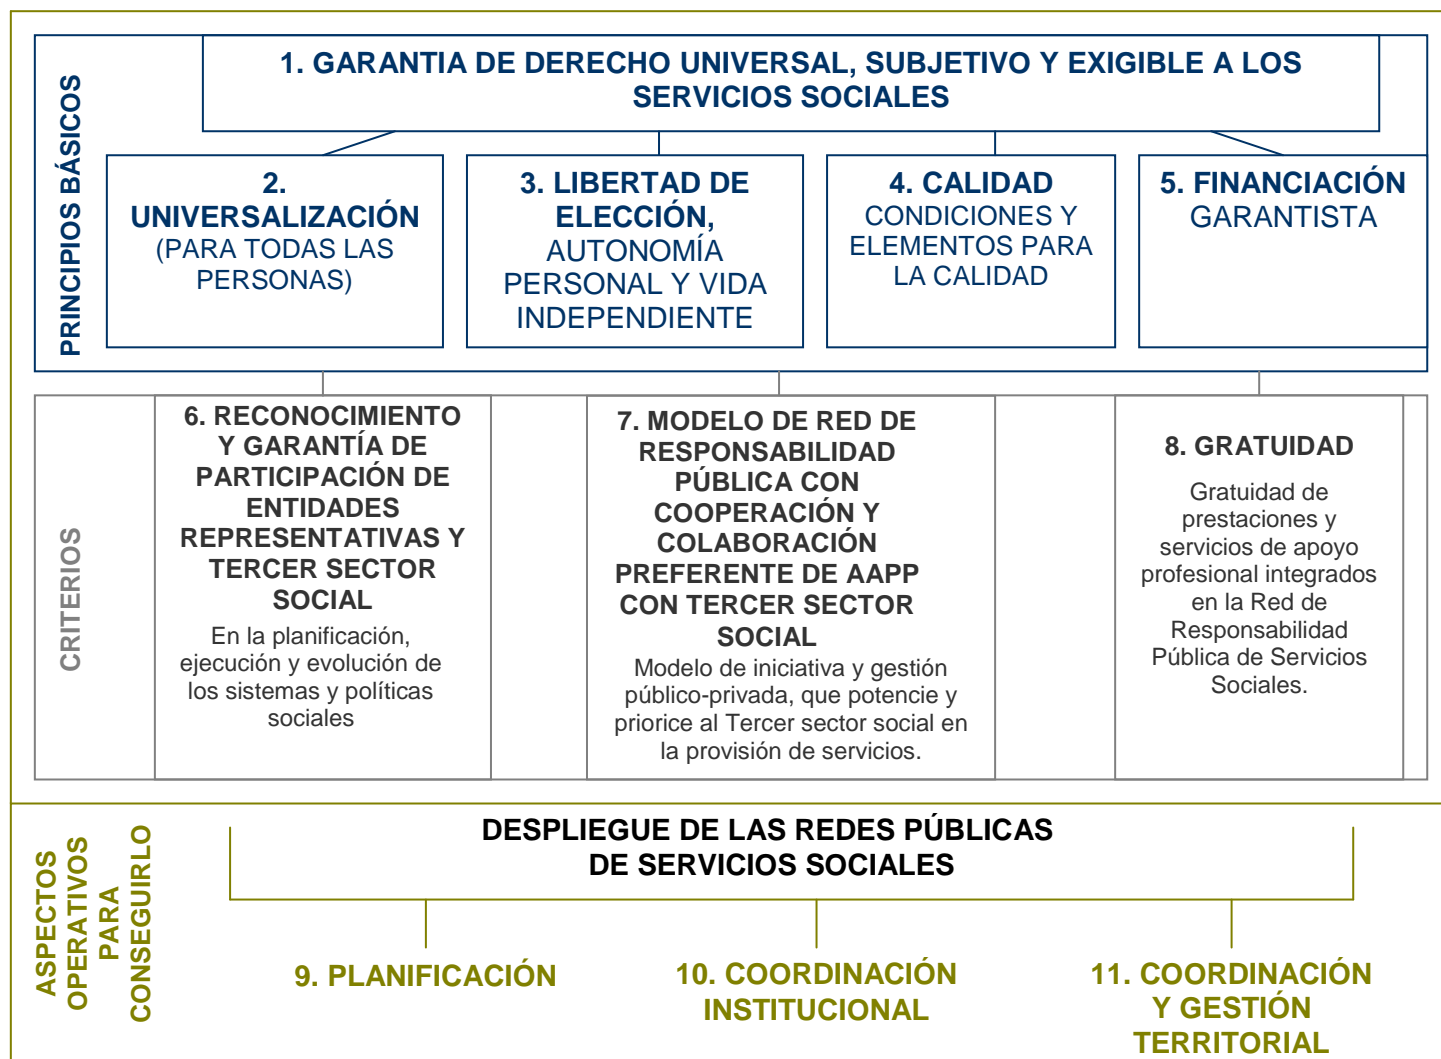 PRINCIPIOS BÁSICOS
1. GARANTIA DE DERECHO UNIVERSAL, SUBJETIVO Y EXIGIBLE A LOS
SERVICIOS SOCIALES
2.
UNIVERSALIZACIÓN
(PARA TODAS LAS
PERSONAS)
3. LIBERTAD DE
ELECCIÓN,
AUTONOMÍA
PERSONAL Y VIDA
INDEPENDIENTE
4. CALIDAD
CONDICIONES Y
ELEMENTOS PARA
LA CALIDAD
5. FINANCIACIÓN
GARANTISTA
CRITERIOS
6. RECONOCIMIENTO
Y GARANTÍA DE
PARTICIPACIÓN DE
ENTIDADES
REPRESENTATIVAS Y
TERCER SECTOR
SOCIAL
En la planificación,
ejecución y evolución de
los sistemas y políticas
sociales
7. MODELO DE RED DE
RESPONSABILIDAD
PÚBLICA CON
COOPERACIÓN Y
COLABORACIÓN
PREFERENTE DE AAPP
CON TERCER SECTOR
SOCIAL
Modelo de iniciativa y gestión
público-privada, que potencie y
priorice al Tercer sector social en
la provisión de servicios.
8. GRATUIDAD
Gratuidad de
prestaciones y
servicios de apoyo
profesional integrados
en la Red de
Responsabilidad
Pública de Servicios
Sociales.
ASPECTOS
OPERATIVOS
PARA
CONSEGUIRLO
DESPLIEGUE DE LAS REDES PÚBLICAS
DE SERVICIOS SOCIALES
9. PLANIFICACIÓN
10. COORDINACIÓN
INSTITUCIONAL
11. COORDINACIÓN
Y GESTIÓN
TERRITORIAL